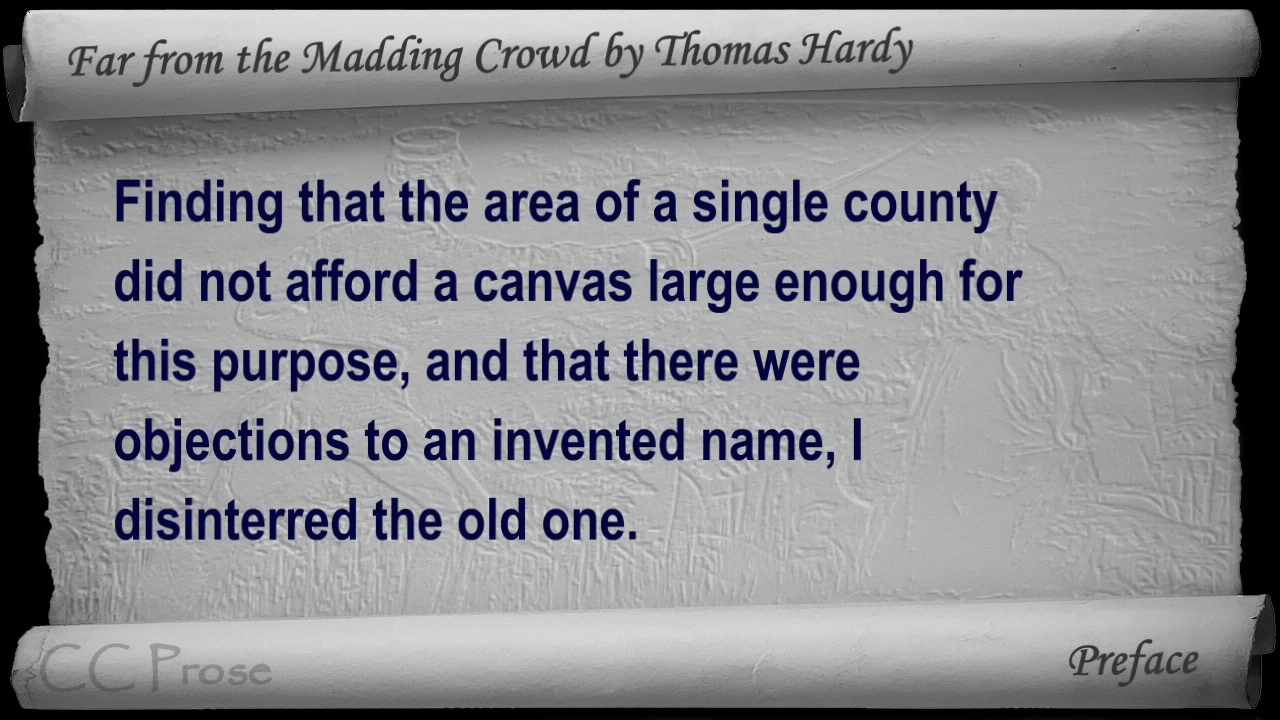 Far from the Madding Crowd by Thomas Hardy
Finding that the area of a single county
did not afford a canvas large enough for
this purpose, and that there were
objections to an invented name, I
disinterred the old one.
CC Prose
Preface